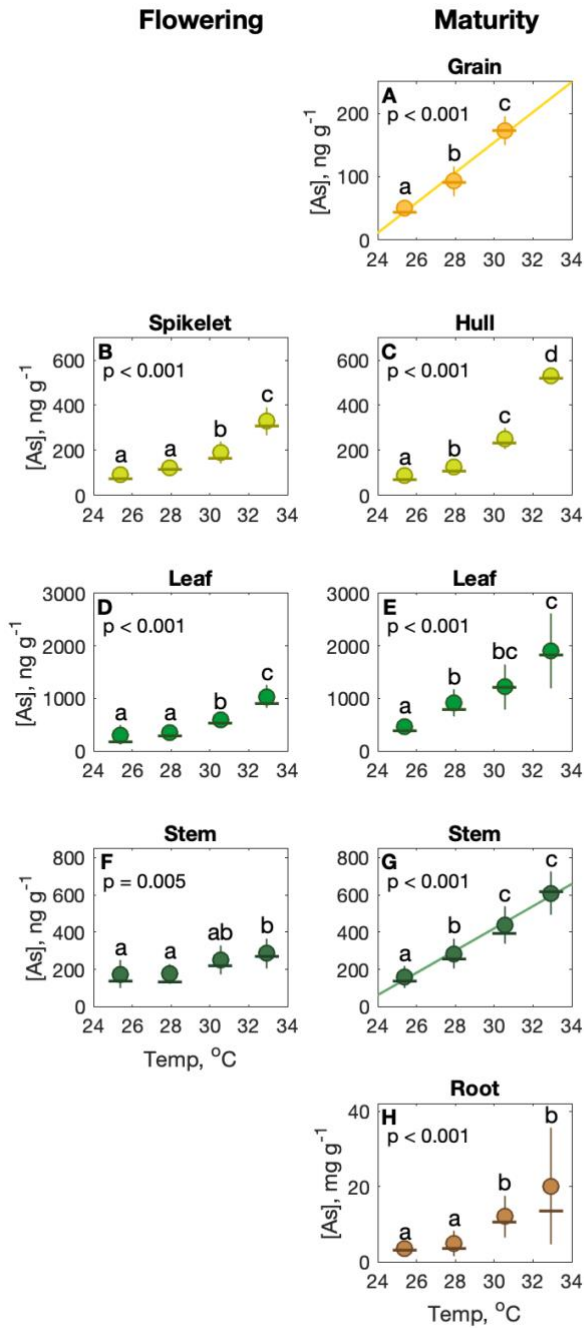 Flowering Maturity
Grain
A
p < 0.001
a
b
c
[As], ng g⁻¹
200
100
0
24 26 28 30 32 34
Spikelet
B
p < 0.001
a
a
b
c
[As], ng g⁻¹
600
400
200
0
24 26 28 30 32 34
Hull
C
p < 0.001
a
b
c
d
600
400
200
0
24 26 28 30 32 34
Leaf
D
p < 0.001
a
a
b
c
[As], ng g⁻¹
3000
2000
1000
0
24 26 28 30 32 34
Leaf
E
p < 0.001
a
b
bc
c
3000
2000
1000
0
24 26 28 30 32 34
Stem
F
p = 0.005
a
a
ab
b
[As], ng g⁻¹
800
600
400
200
0
24 26 28 30 32 34
Temp, °C
Stem
G
p < 0.001
a
b
c
c
800
600
400
200
0
24 26 28 30 32 34
Root
H
p < 0.001
a
a
b
b
[As], mg g⁻¹
40
20
0
24 26 28 30 32 34
Temp, °C